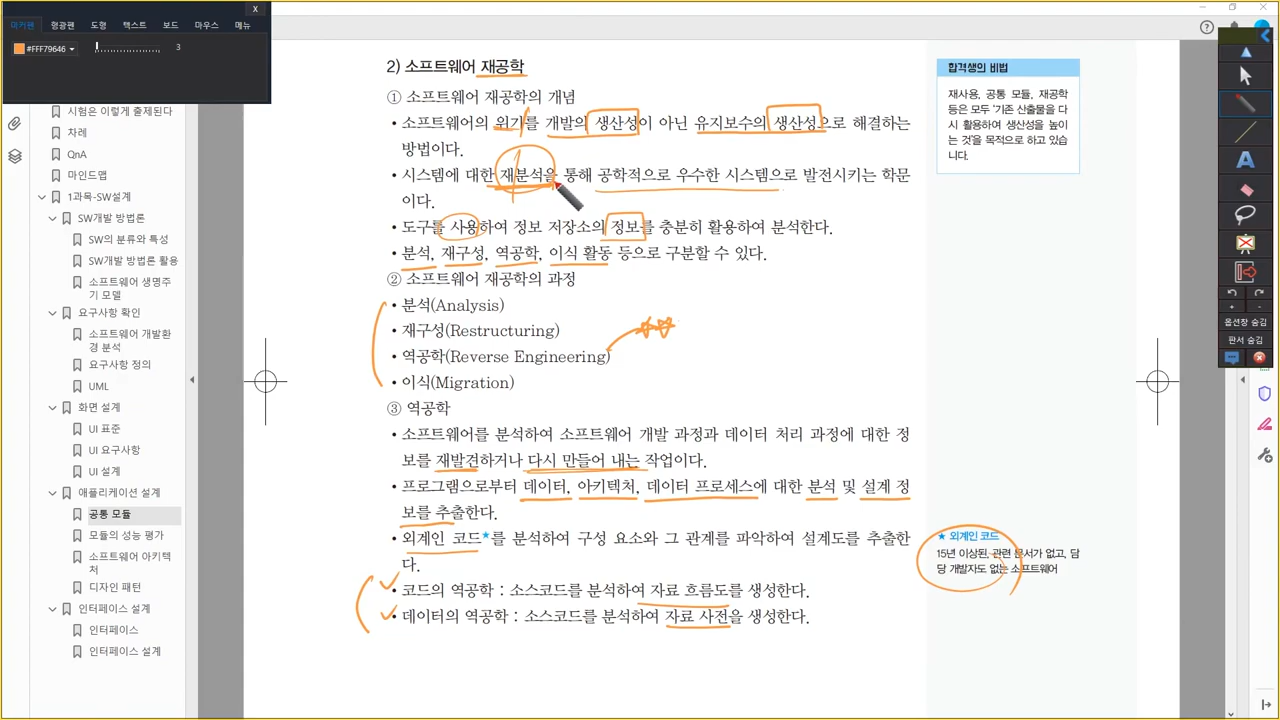 X
미키펜 형광펜 도형 텍스트 보드 마우스 메뉴
#FFF79646 3
시험은 이렇게 출제된다
차례
QnA
마인드맵
1과목-SW설계
SW개발 방법론
SW의 분류와 특성
SW개발 방법론 활용
소프트웨어 생명주
기 모델
요구사항 확인
소프트웨어 개발환
경 분석
요구사항 정의
UML
화면 설계
UI 표준
UI 요구사항
UI 설계
애플리케이션 설계
공통 모듈
모듈의 성능 평가
소프트웨어 아키텍
처
디자인 패턴
인터페이스 설계
인터페이스
인터페이스 설계
2) 소프트웨어 재공학
① 소프트웨어 재공학의 개념
• 소프트웨어의 위기를 개발의 생산성이 아닌 유지보수의 생산성으로 해결하는
방법이다.
• 시스템에 대한 재분석을 통해 공학적으로 우수한 시스템으로 발전시키는 학문
이다.
• 도구를 사용하여 정보 저장소의 정보를 충분히 활용하여 분석한다.
• 분석, 재구성, 역공학, 이식 활동 등으로 구분할 수 있다.
② 소프트웨어 재공학의 과정
• 분석(Analysis)
• 재구성(Restructuring)
• 역공학(Reverse Engineering)
• 이식(Migration)
③ 역공학
• 소프트웨어를 분석하여 소프트웨어 개발 과정과 데이터 처리 과정에 대한 정
보를 재발견하거나 다시 만들어 내는 작업이다.
• 프로그램으로부터 데이터, 아키텍처, 데이터 프로세스에 대한 분석 및 설계 정
보를 추출한다.
• 외계인 코드★를 분석하여 구성 요소와 그 관계를 파악하여 설계도를 추출한
다.
• 코드의 역공학 : 소스코드를 분석하여 자료 흐름도를 생성한다.
• 데이터의 역공학 : 소스코드를 분석하여 자료 사전을 생성한다.
합격생의 비법
재사용, 공통 모듈, 재공학
등은 모두 '기존 산출물을 다
시 활용하여 생산성을 높이
는 것'을 목적으로 하고 있습
니다.
★ 외계인 코드
15년 이상된, 관련 문서가 없고, 담
당 개발자도 없는 소프트웨어
A
옵션장 숨김
판서 숨김